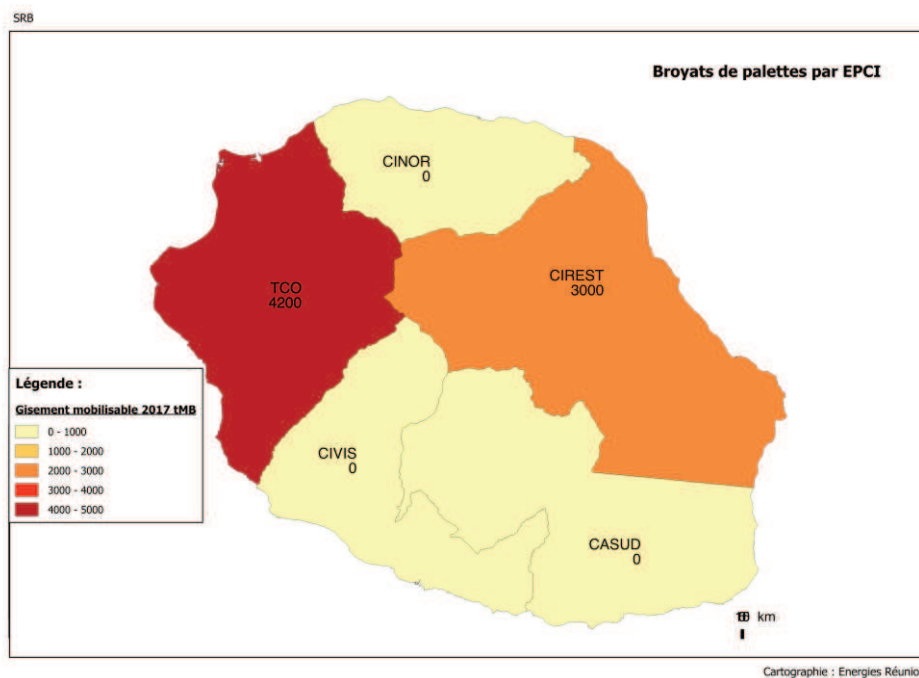 SRB
Broyats de palettes par EPCI
CINOR
0
CIREST
3000
TCO
4200
Légende :
Gisement mobilisable 2017 tMB
0 - 1000
1000 - 2000
2000 - 3000
3000 - 4000
4000 - 5000
CIVIS
0
CASUD
0
km
Cartographie : Energies Réunio